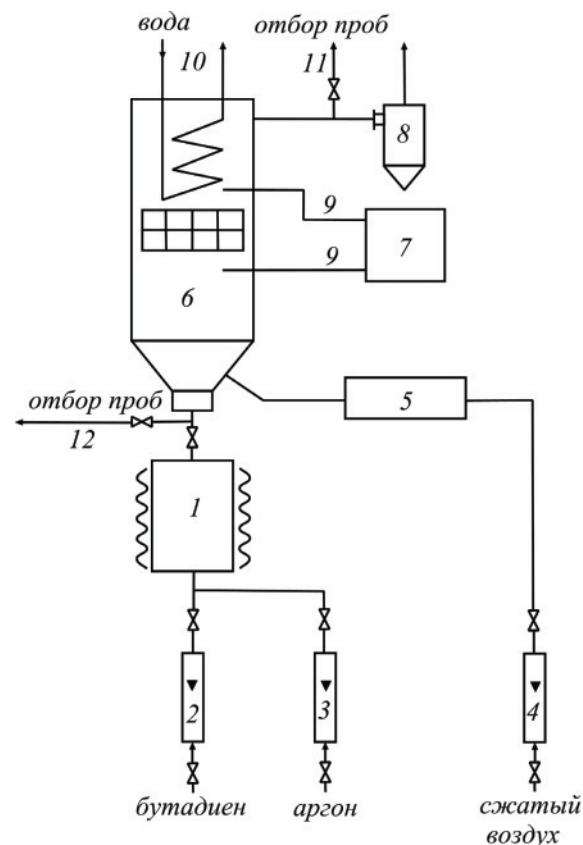 вода
отбор проб
10
11
8
9
7
9
6
отбор проб
5
12
1
2
3
4
бутадиен
аргон
сжатый
воздух